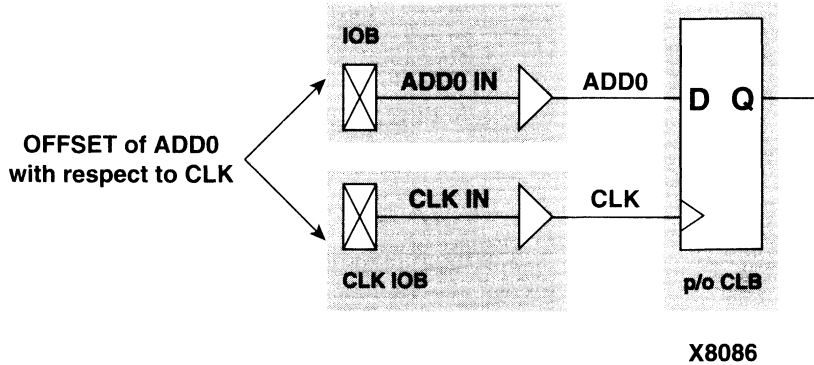 IOB
ADD0 IN
ADD0
D Q
OFFSET of ADD0
with respect to CLK
CLK IN
CLK
CLK IOB
p/o CLB
X8086